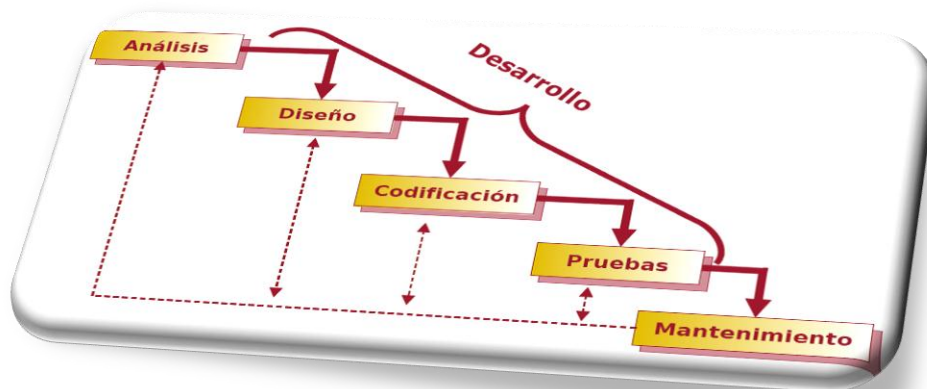 Análisis
Desarrollo
Diseño
Codificación
Pruebas
Mantenimiento